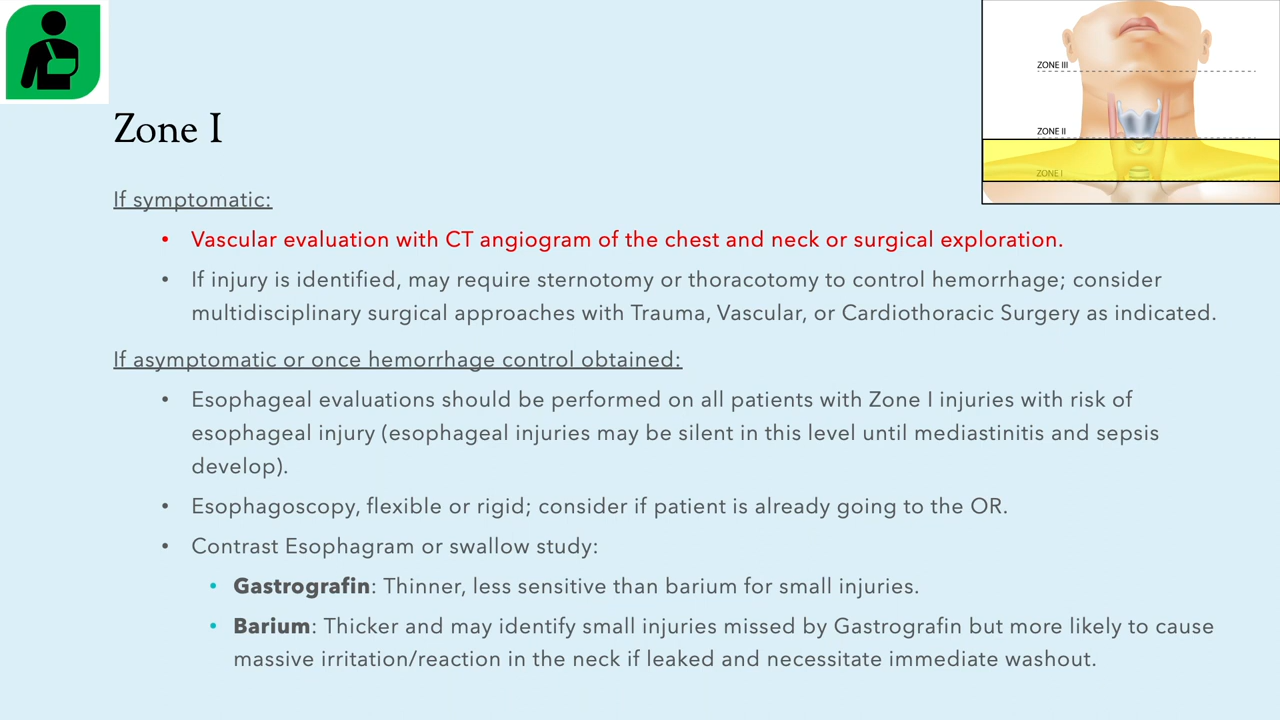 ZONE III
ZONE II
ZONE I
Zone I
If symptomatic:
• Vascular evaluation with CT angiogram of the chest and neck or surgical exploration.
• If injury is identified, may require sternotomy or thoracotomy to control hemorrhage; consider
multidisciplinary surgical approaches with Trauma, Vascular, or Cardiothoracic Surgery as indicated.
If asymptomatic or once hemorrhage control obtained:
• Esophageal evaluations should be performed on all patients with Zone I injuries with risk of
esophageal injury (esophageal injuries may be silent in this level until mediastinitis and sepsis
develop).
• Esophagoscopy, flexible or rigid; consider if patient is already going to the OR.
• Contrast Esophagram or swallow study:
• Gastrografin: Thinner, less sensitive than barium for small injuries.
• Barium: Thicker and may identify small injuries missed by Gastrografin but more likely to cause
massive irritation/reaction in the neck if leaked and necessitate immediate washout.